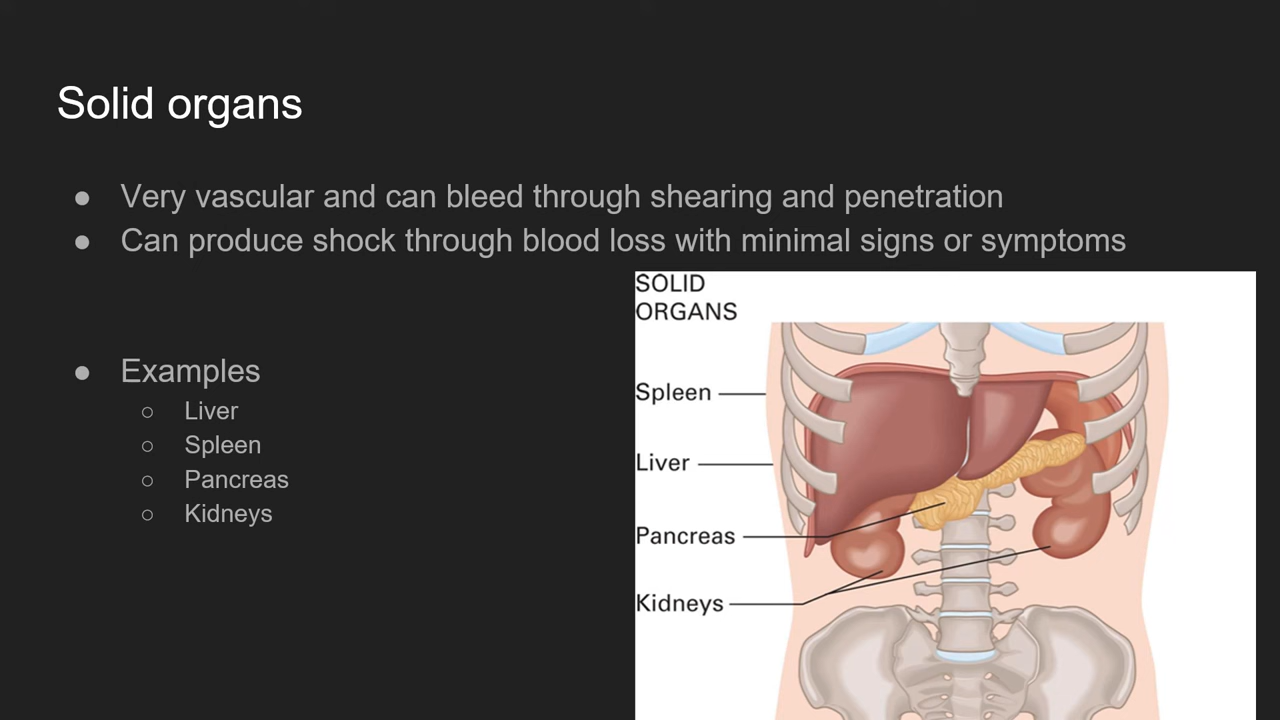 Solid organs
● Very vascular and can bleed through shearing and penetration
● Can produce shock through blood loss with minimal signs or symptoms
● Examples
○ Liver
○ Spleen
○ Pancreas
○ Kidneys
SOLID
ORGANS
Spleen
Liver
Pancreas
Kidneys